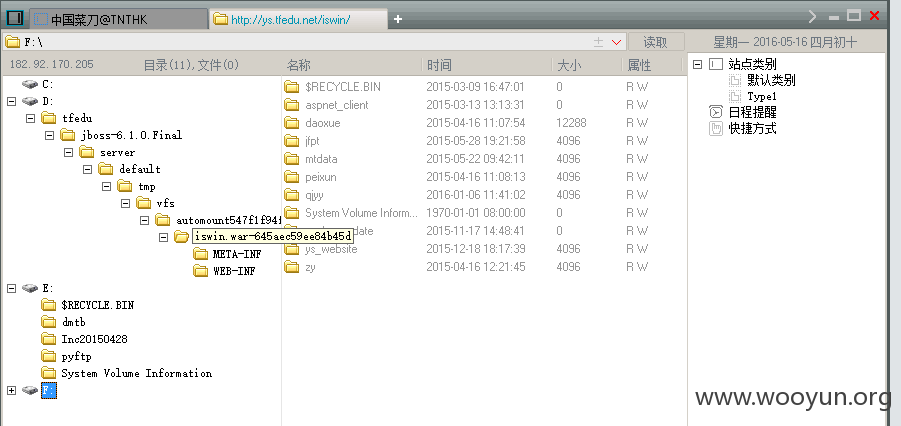 中国菜刀@TNTHK
http://ys.tfedu.net/iswin/
+
F:\
读取
星期一 2016-05-16 四月初十
182.92.170.205
目录(11),文件(0)
名称 时间 大小 属性
C:
D:
tfedu
jboss-6.1.0.Final
server
default
tmp
vfs
automount547f1f94f
iswin.war-645aec59ee84b45d
META-INF
WEB-INF
E:
$RECYCLE.BIN
dmtb
Inc20150428
pyftp
System Volume Information
F:
$RECYCLE.BIN 2015-03-09 16:47:01 0 R W
aspnet_client 2015-03-13 13:13:31 0 R W
daoxue 2015-04-16 11:07:54 12288 R W
jfpt 2015-05-28 19:21:58 4096 R W
mtdata 2015-05-22 09:42:11 4096 R W
peixun 2015-04-16 11:08:13 4096 R W
qjyy 2016-01-06 11:41:02 4096 R W
System Volume Inform... 1970-01-01 08:00:00 0 R W
date 2015-11-17 14:48:41 0 R W
ys_website 2015-12-18 18:17:39 4096 R W
zy 2015-04-16 12:21:45 4096 R W
站点类别
默认类别
Type1
日程提醒
快捷方式
www.wooyun.org